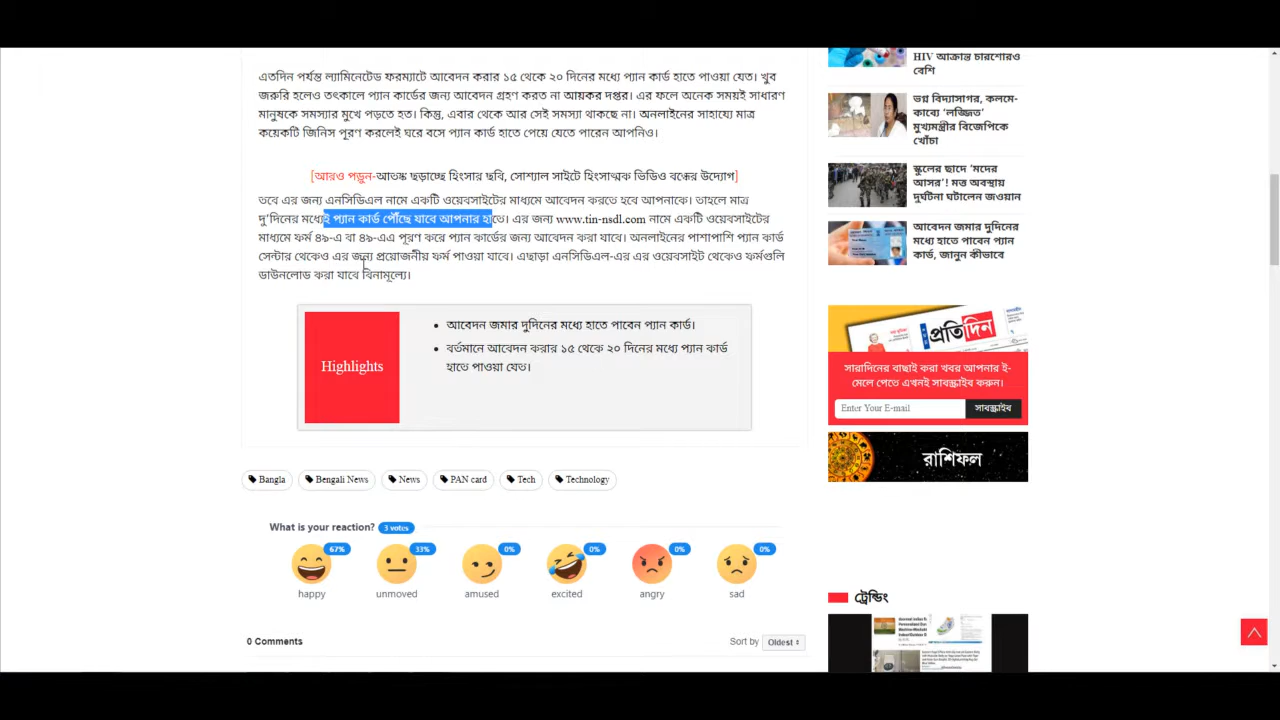 এতদিন পর্যন্ত ল্যামিনেটেড ফরম্যাটে আবেদন করার ১৫ থেকে ২০ দিনের মধ্যে প্যান কার্ড হাতে পাওয়া যেত। খুব
জরুরি হলেও তৎকালে প্যান কার্ডের জন্য আবেদন গ্রহণ করত না আয়কর দপ্তর। এর ফলে অনেক সময়ই সাধারণ
মানুষকে সমস্যার মুখে পড়তে হত। কিন্তু, এবার থেকে আর সেই সমস্যা থাকছে না। অনলাইনের সাহায্যে মাত্র
কয়েকটি জিনিস পূরণ করলেই ঘরে বসে প্যান কার্ড হাতে পেয়ে যেতে পারেন আপনিও।
[আরও পড়ুন-আতঙ্ক ছড়াচ্ছে হিংসার ছবি, সোশ্যাল সাইটে হিংসাত্মক ভিডিও বন্ধের উদ্যোগ]
তবে এর জন্য এনসিডিএল নামে একটি ওয়েবসাইটের মাধ্যমে আবেদন করতে হবে আপনাকে। তাহলে মাত্র
দু'দিনের মধ্যেই প্যান কার্ড পৌঁছে যাবে আপনার হাতে। এর জন্য www.tin-nsdl.com নামে একটি ওয়েবসাইটের
মাধ্যমে ফর্ম ৪৯-এ বা ৪৯-এএ পূরণ করে প্যান কার্ডের জন্য আবেদন করা যাবে। অনলাইনের পাশাপাশি প্যান কার্ড
সেন্টার থেকেও এর জন্য প্রয়োজনীয় ফর্ম পাওয়া যাবে। এছাড়া এনসিডিএল-এর এর ওয়েবসাইট থেকেও ফর্মগুলি
ডাউনলোড করা যাবে বিনামূল্যে।
Highlights
আবেদন জমার দুদিনের মধ্যে হাতে পাবেন প্যান কার্ড।
বর্তমানে আবেদন করার ১৫ থেকে ২০ দিনের মধ্যে প্যান কার্ড
হাতে পাওয়া যেত।
Bangla
Bengali News
News
PAN card
Tech
Technology
What is your reaction? 3 votes
67% 33% 0% 0% 0% 0%
happy unmoved amused excited angry sad
0 Comments
Sort by Oldest
HIV আক্রান্ত চারশোরও
বেশি
ভগ্ন বিদ্যাসাগর, কলমে-
কাব্যে 'লজ্জিত'
মুখ্যমন্ত্রীর বিজেপিকে
খোঁচা
স্কুলের ছাদে 'মদের
আসর'! মত্ত অবস্থায়
দুর্ঘটনা ঘটালেন জওয়ান
আবেদন জমার দুদিনের
মধ্যে হাতে পাবেন প্যান
কার্ড, জানুন কীভাবে
প্রতিদিন
সারাদিনের বাছাই করা খবর আপনার ই-
মেলে পেতে এখনই সাবস্ক্রাইব করুন।
Enter Your E-mail
সাবস্ক্রাইব
রাশিফল
ট্রেন্ডিং